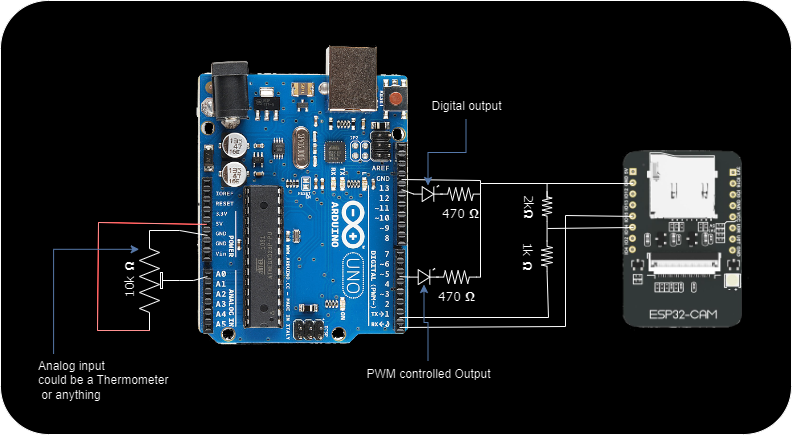 Digital output
AREF
GND
13
12
~11
~10
~9
8
7
~6
~5
4
~3
2
TX→1
RX←0
DIGITAL (PWM~)
IOREF
RESET
3.3V
5V
GND
GND
Vin
POWER
A0
A1
A2
A3
A4
A5
ANALOG IN
TX
RX
ARDUINO
UNO
ON
470 Ω
470 Ω
2kΩ
1k Ω
10k Ω
ESP32-CAM
Analog input
could be a Thermometer
or anything
PWM controlled Output